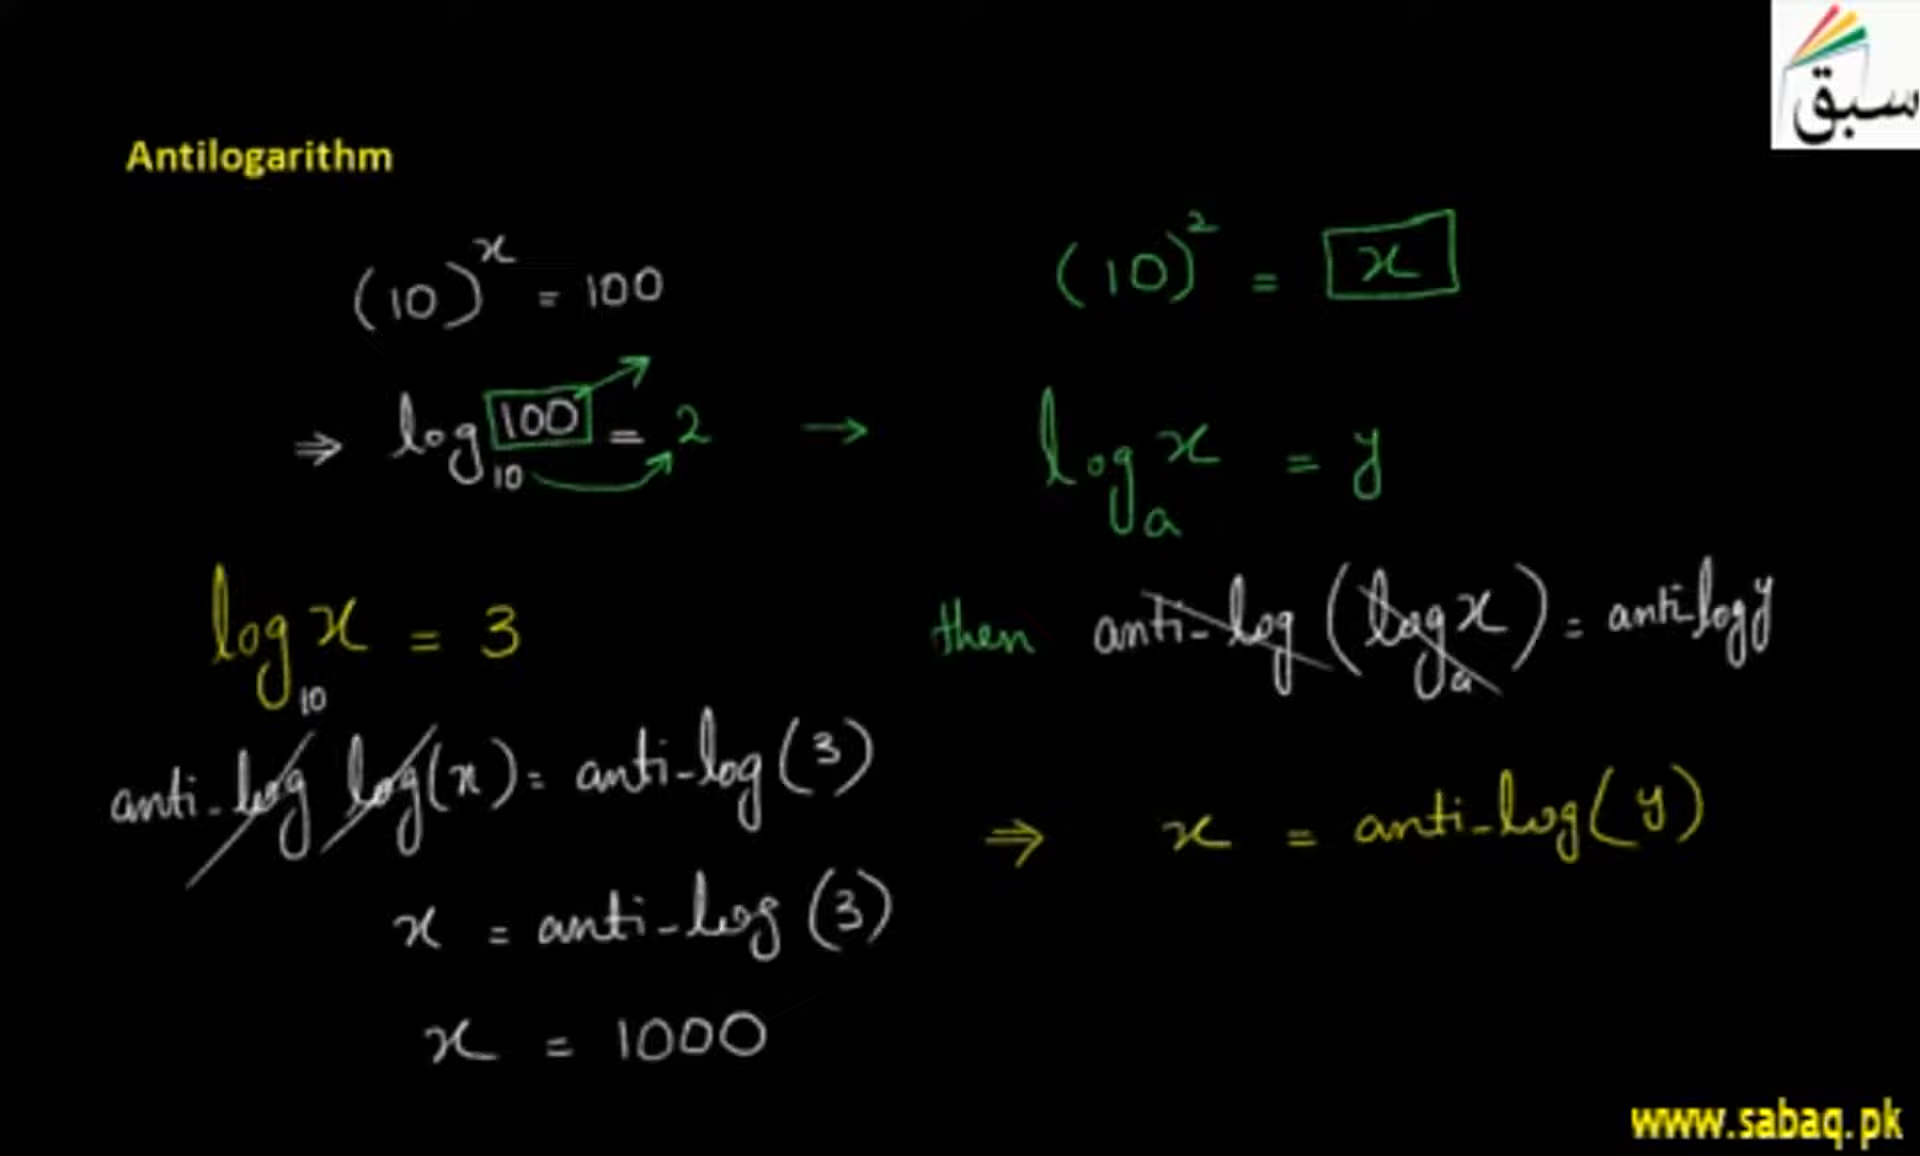 سبق
Antilogarithm
(10)^x = 100
(10)^2 = x
⇒ log_10 100 = 2 →
log_a x = y
log_10 x = 3
then anti-log (log_a x) = anti-log y
anti-log log(x) = anti-log (3)
⇒ x = anti-log (y)
x = anti-log (3)
x = 1000
www.sabaq.pk